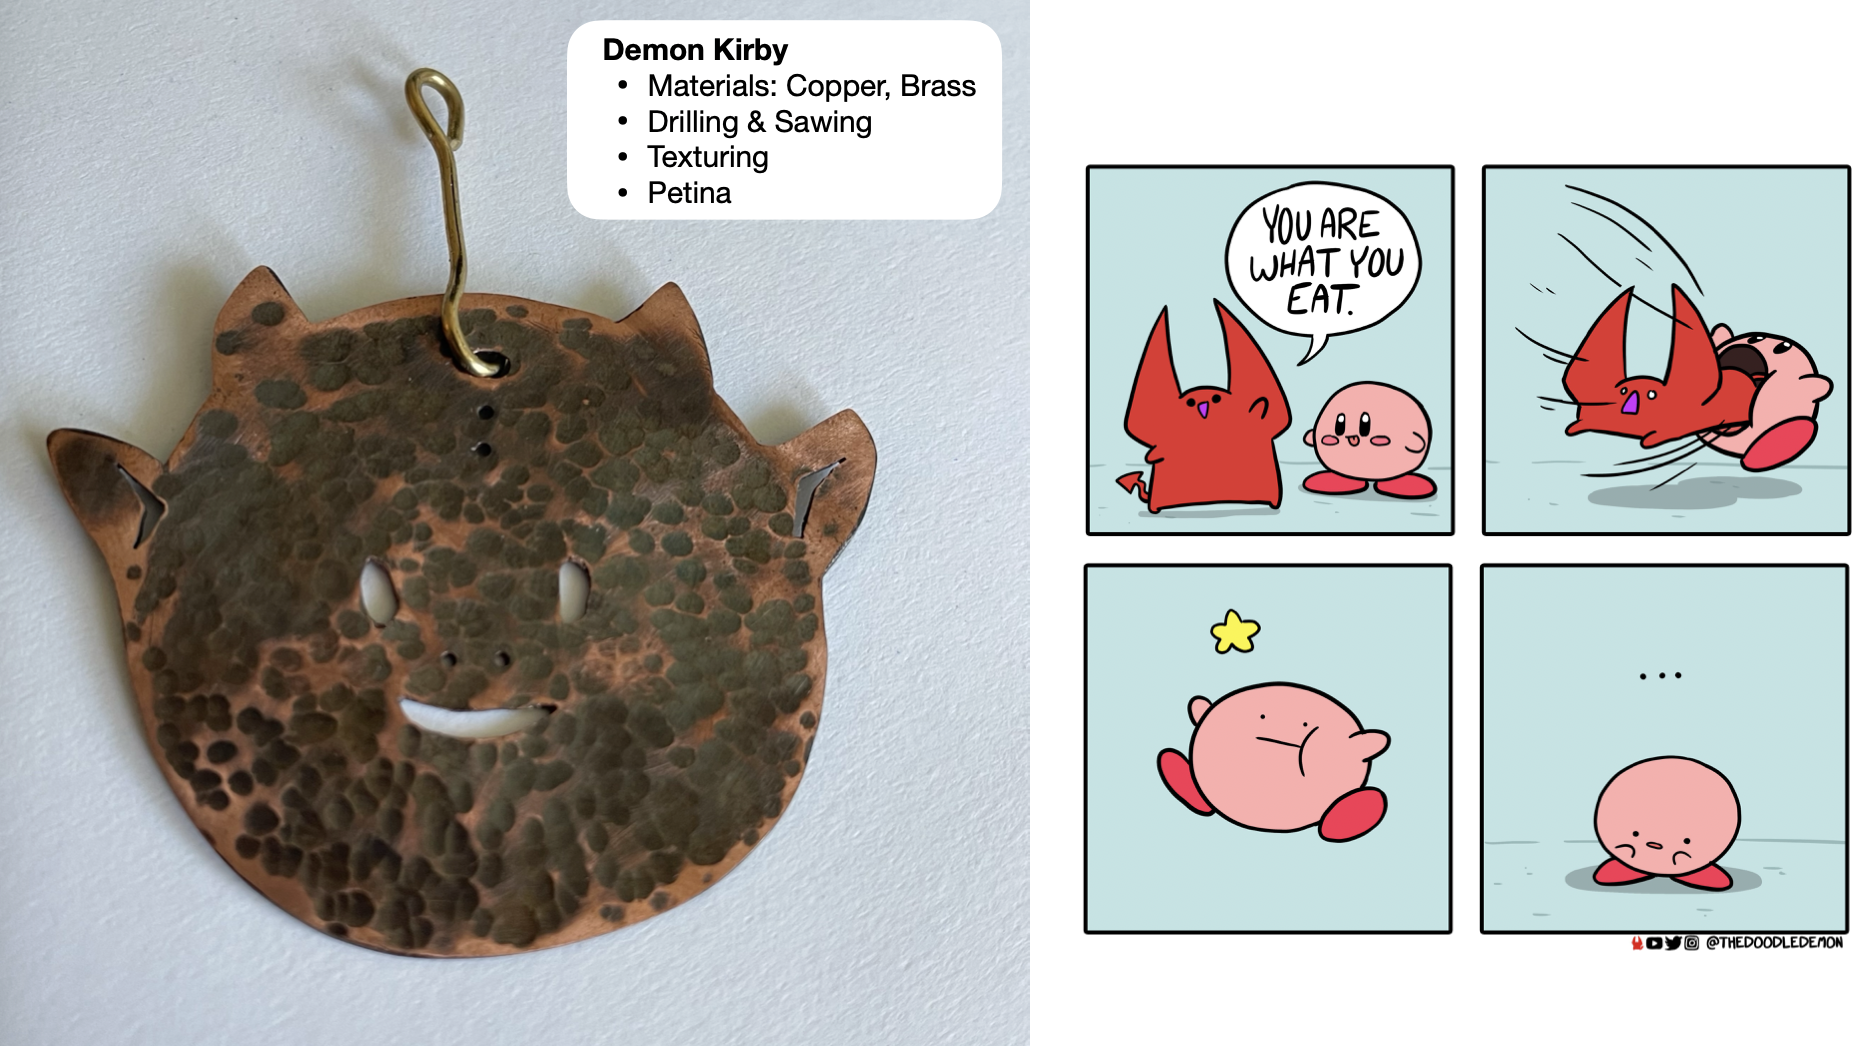 Demon Kirby
• Materials: Copper, Brass
• Drilling & Sawing
• Texturing
• Petina
YOU ARE
WHAT YOU
EAT.
...
@THEDOODLEDEMON